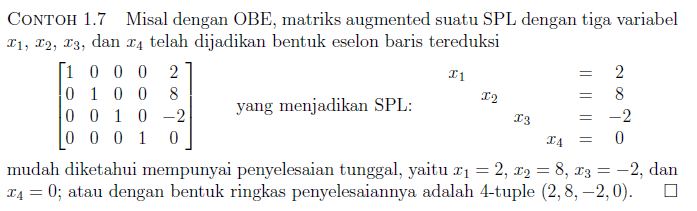 CONTOH 1.7 Misal dengan OBE, matriks augmented suatu SPL dengan tiga variabel
x₁, x₂, x₃, dan x₄ telah dijadikan bentuk eselon baris tereduksi
[1 0 0 0 2] x₁ = 2
[0 1 0 0 8] yang menjadikan SPL: x₂ = 8
[0 0 1 0 −2] x₃ = −2
[0 0 0 1 0] x₄ = 0
mudah diketahui mempunyai penyelesaian tunggal, yaitu x₁ = 2, x₂ = 8, x₃ = −2, dan
x₄ = 0; atau dengan bentuk ringkas penyelesaiannya adalah 4-tuple (2, 8, −2, 0). □